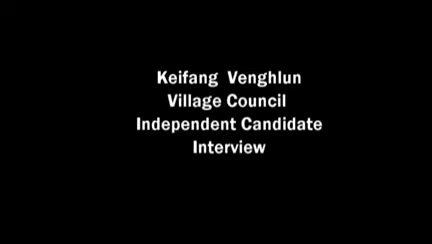 Keifang Venghlun
Village Council
Independent Candidate
Interview